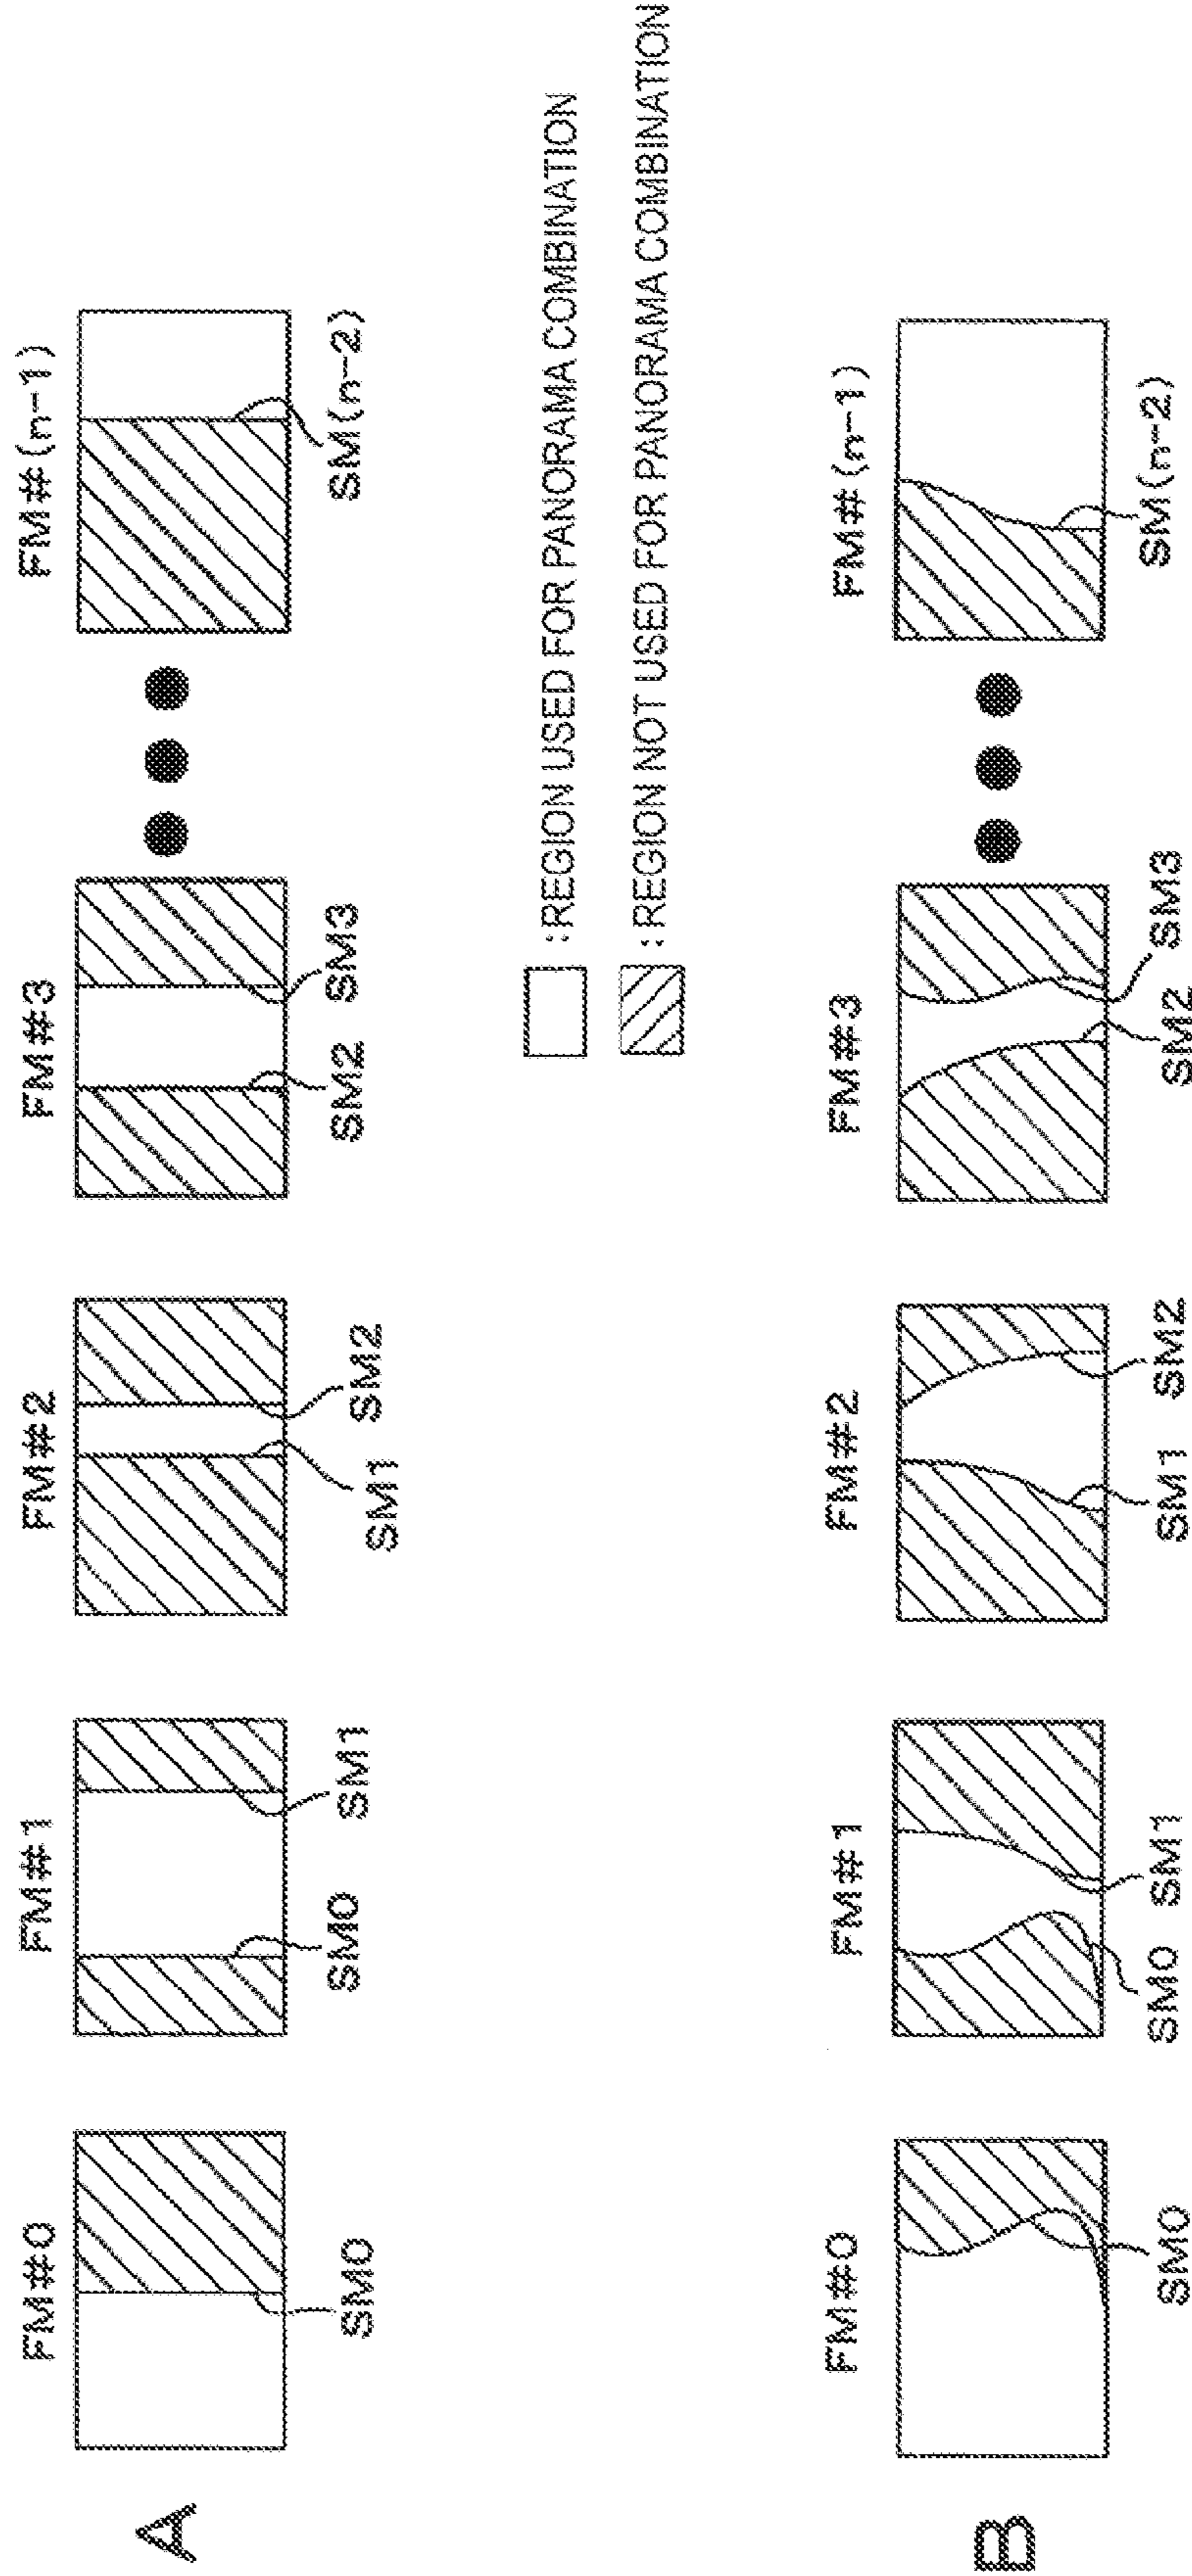 A
FM#0 FM#1 FM#2 FM#3 FM#(n-1)
SM0 SM0 SM1 SM1 SM2 SM2 SM3 SM(n-2)
:REGION USED FOR PANORAMA COMBINATION
:REGION NOT USED FOR PANORAMA COMBINATION
B
FM#0 FM#1 FM#2 FM#3 FM#(n-1)
SM0 SM0 SM1 SM1 SM2 SM2 SM3 SM(n-2)